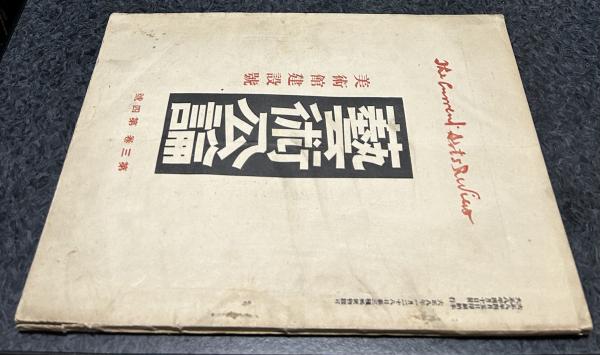 The Current Arts Review
美術館建設號
藝術公論
第三卷 第四號